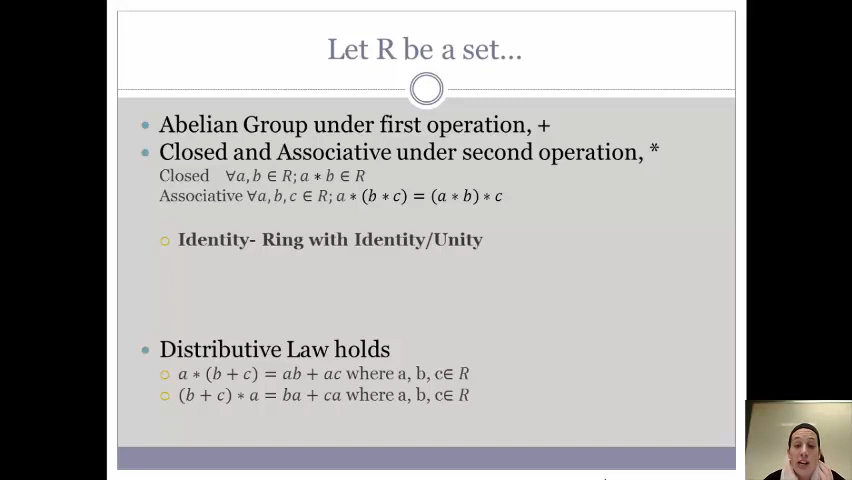 Let R be a set...
Abelian Group under first operation, +
Closed and Associative under second operation, *
Closed ∀a, b ∈ R; a ∗ b ∈ R
Associative ∀a, b, c ∈ R; a ∗ (b ∗ c) = (a ∗ b) ∗ c
Identity- Ring with Identity/Unity
Distributive Law holds
a ∗ (b + c) = ab + ac where a, b, c∈ R
(b + c) ∗ a = ba + ca where a, b, c∈ R